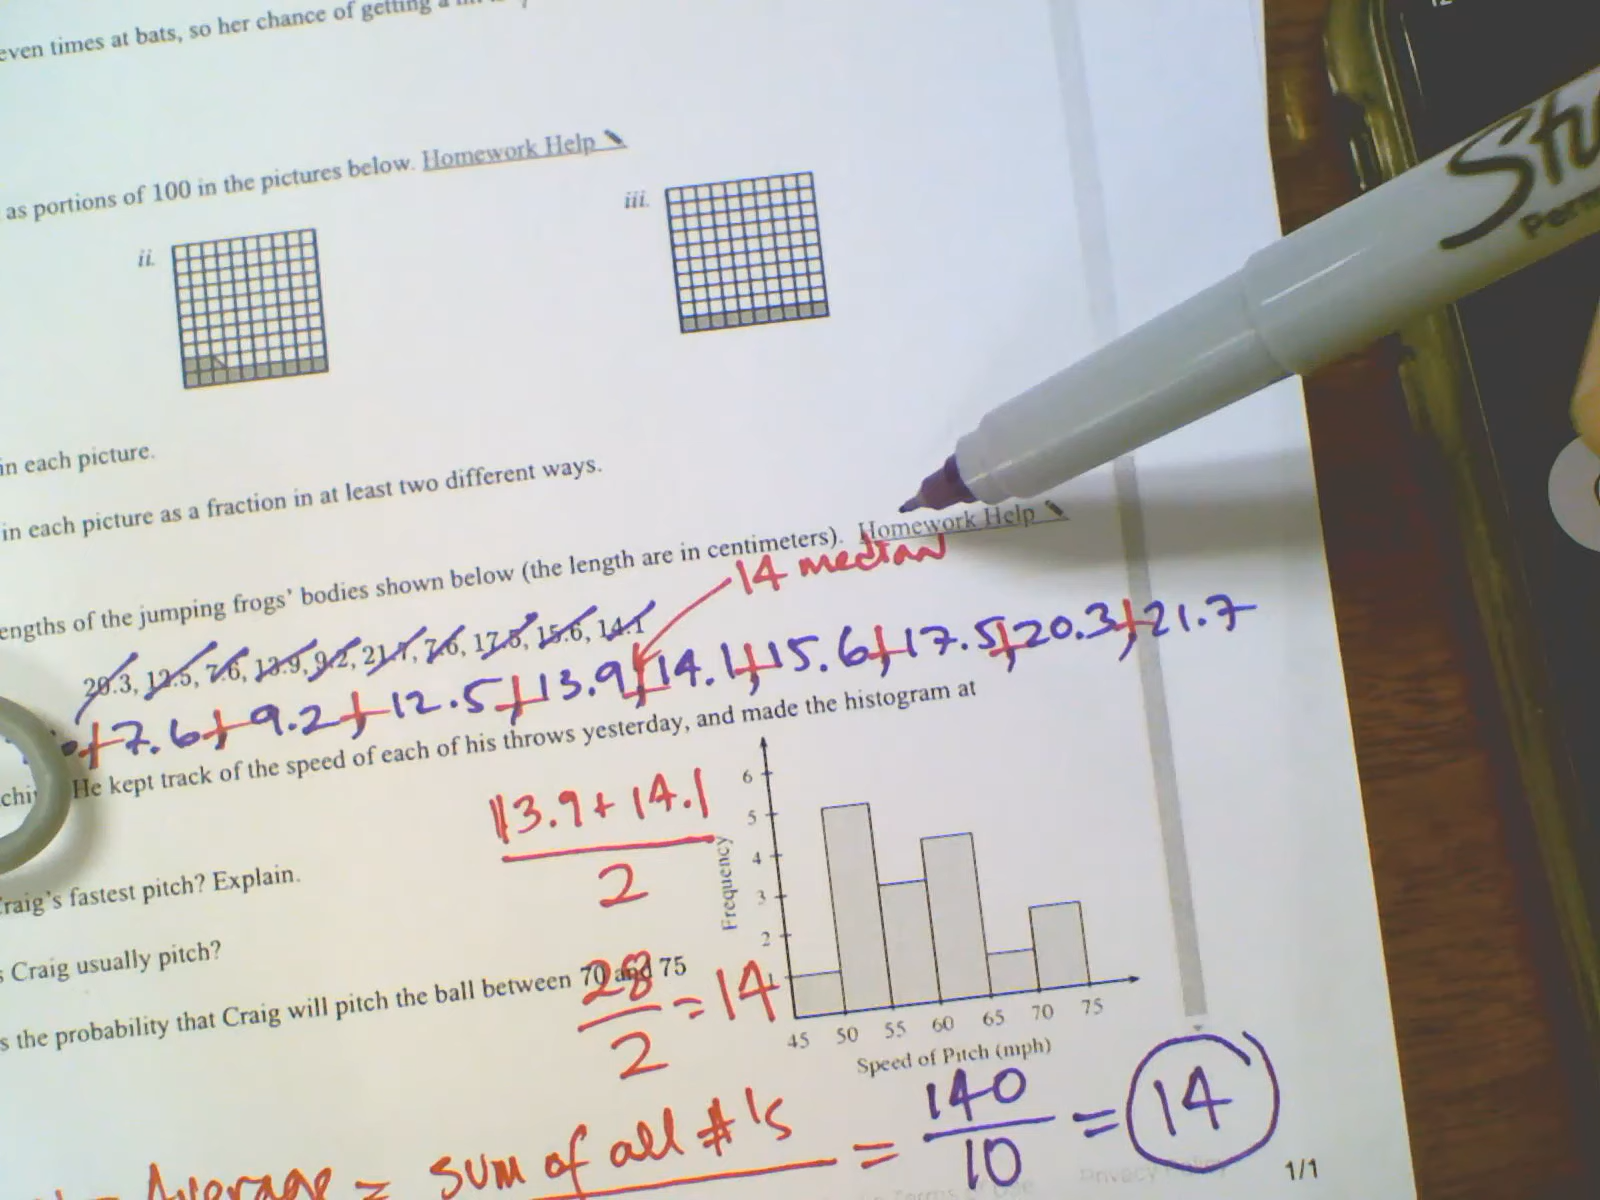 even times at bats, so her chance of getting a
as portions of 100 in the pictures below. Homework Help
ii. iii.
in each picture.
in each picture as a fraction in at least two different ways.
engths of the jumping frogs' bodies shown below (the length are in centimeters). Homework Help
14 median
20.3, 12.5, 7.6, 13.9, 9.2, 21.7, 7.6, 17.5, 15.6, 14.1
+7.6+9.2+12.5+13.9+14.1+15.6+17.5+20.3+21.7
He kept track of the speed of each of his throws yesterday, and made the histogram at
13.9 + 14.1
2
Craig's fastest pitch? Explain.
s Craig usually pitch?
s the probability that Craig will pitch the ball between 70 and 75
28
2
= 14
Frequency
6
5
4
3
2
1
45 50 55 60 65 70 75
Speed of Pitch (mph)
Average = sum of all #'s = 140
10
= 14
Privacy Policy
1/1